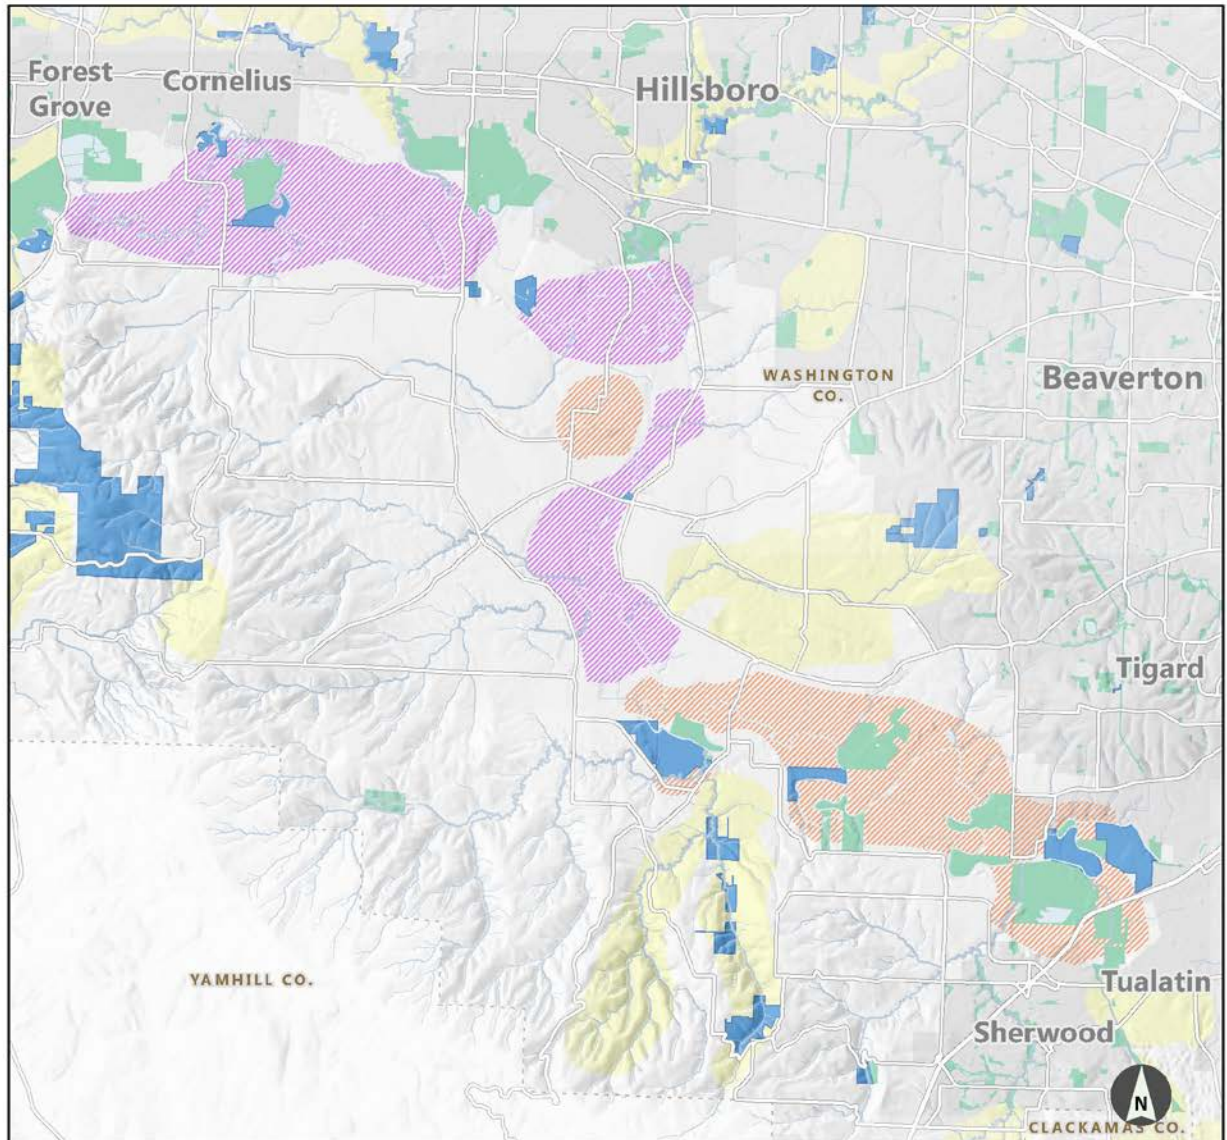 Forest
Grove
Cornelius
Hillsboro
WASHINGTON
CO.
Beaverton
Tigard
YAMHILL CO.
Tualatin
Sherwood
N
CLACKAMAS CO.